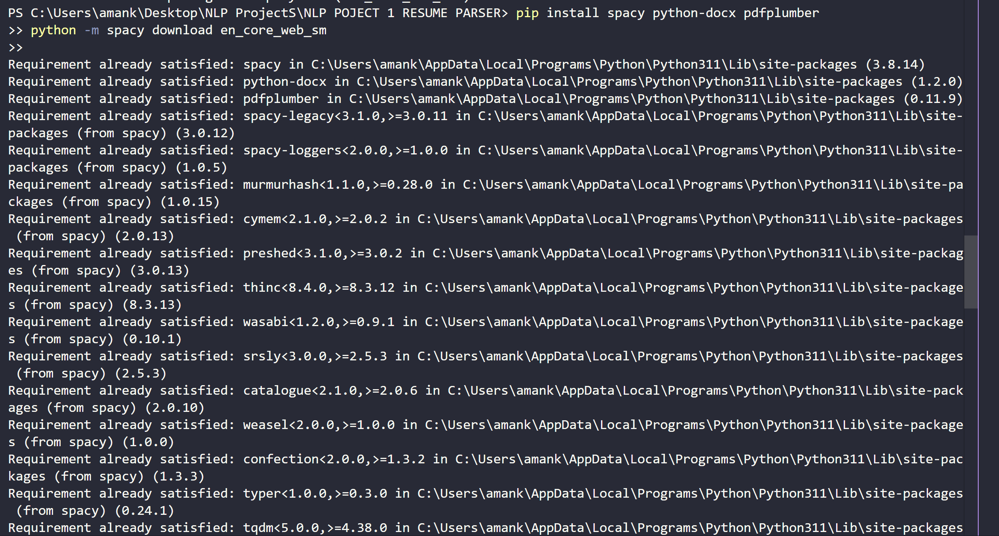 PS C:\Users\amank\Desktop\NLP ProjectS\NLP POJECT 1 RESUME PARSER> pip install spacy python-docx pdfplumber
>> python -m spacy download en_core_web_sm
>>
Requirement already satisfied: spacy in C:\Users\amank\AppData\Local\Programs\Python\Python311\Lib\site-packages (3.8.14)
Requirement already satisfied: python-docx in C:\Users\amank\AppData\Local\Programs\Python\Python311\Lib\site-packages (1.2.0)
Requirement already satisfied: pdfplumber in C:\Users\amank\AppData\Local\Programs\Python\Python311\Lib\site-packages (0.11.9)
Requirement already satisfied: spacy-legacy<3.1.0,>=3.0.11 in C:\Users\amank\AppData\Local\Programs\Python\Python311\Lib\site-
packages (from spacy) (3.0.12)
Requirement already satisfied: spacy-loggers<2.0.0,>=1.0.0 in C:\Users\amank\AppData\Local\Programs\Python\Python311\Lib\site-
packages (from spacy) (1.0.5)
Requirement already satisfied: murmurhash<1.1.0,>=0.28.0 in C:\Users\amank\AppData\Local\Programs\Python\Python311\Lib\site-pa
ckages (from spacy) (1.0.15)
Requirement already satisfied: cymem<2.1.0,>=2.0.2 in C:\Users\amank\AppData\Local\Programs\Python\Python311\Lib\site-packages
 (from spacy) (2.0.13)
Requirement already satisfied: preshed<3.1.0,>=3.0.2 in C:\Users\amank\AppData\Local\Programs\Python\Python311\Lib\site-packag
es (from spacy) (3.0.13)
Requirement already satisfied: thinc<8.4.0,>=8.3.12 in C:\Users\amank\AppData\Local\Programs\Python\Python311\Lib\site-package
s (from spacy) (8.3.13)
Requirement already satisfied: wasabi<1.2.0,>=0.9.1 in C:\Users\amank\AppData\Local\Programs\Python\Python311\Lib\site-package
s (from spacy) (0.10.1)
Requirement already satisfied: srsly<3.0.0,>=2.5.3 in C:\Users\amank\AppData\Local\Programs\Python\Python311\Lib\site-packages
 (from spacy) (2.5.3)
Requirement already satisfied: catalogue<2.1.0,>=2.0.6 in C:\Users\amank\AppData\Local\Programs\Python\Python311\Lib\site-pack
ages (from spacy) (2.0.10)
Requirement already satisfied: weasel<2.0.0,>=1.0.0 in C:\Users\amank\AppData\Local\Programs\Python\Python311\Lib\site-package
s (from spacy) (1.0.0)
Requirement already satisfied: confection<2.0.0,>=1.3.2 in C:\Users\amank\AppData\Local\Programs\Python\Python311\Lib\site-pac
kages (from spacy) (1.3.3)
Requirement already satisfied: typer<1.0.0,>=0.3.0 in C:\Users\amank\AppData\Local\Programs\Python\Python311\Lib\site-packages
 (from spacy) (0.24.1)
Requirement already satisfied: tqdm<5.0.0,>=4.38.0 in C:\Users\amank\AppData\Local\Programs\Python\Python311\Lib\site-packages